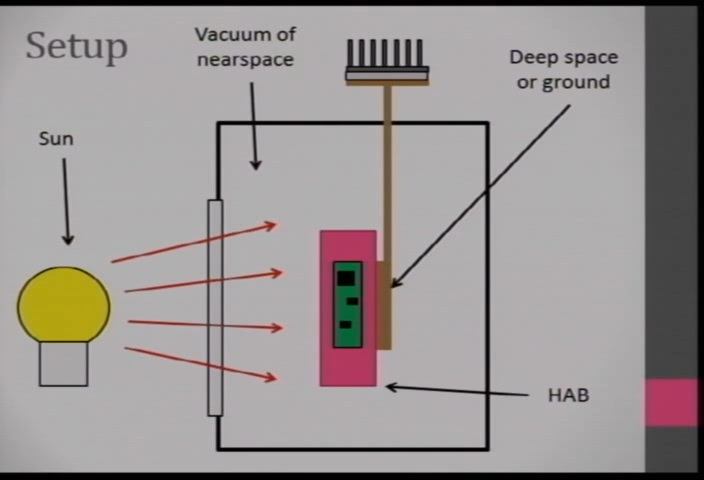 Setup
Vacuum of
nearspace
Deep space
or ground
Sun
HAB